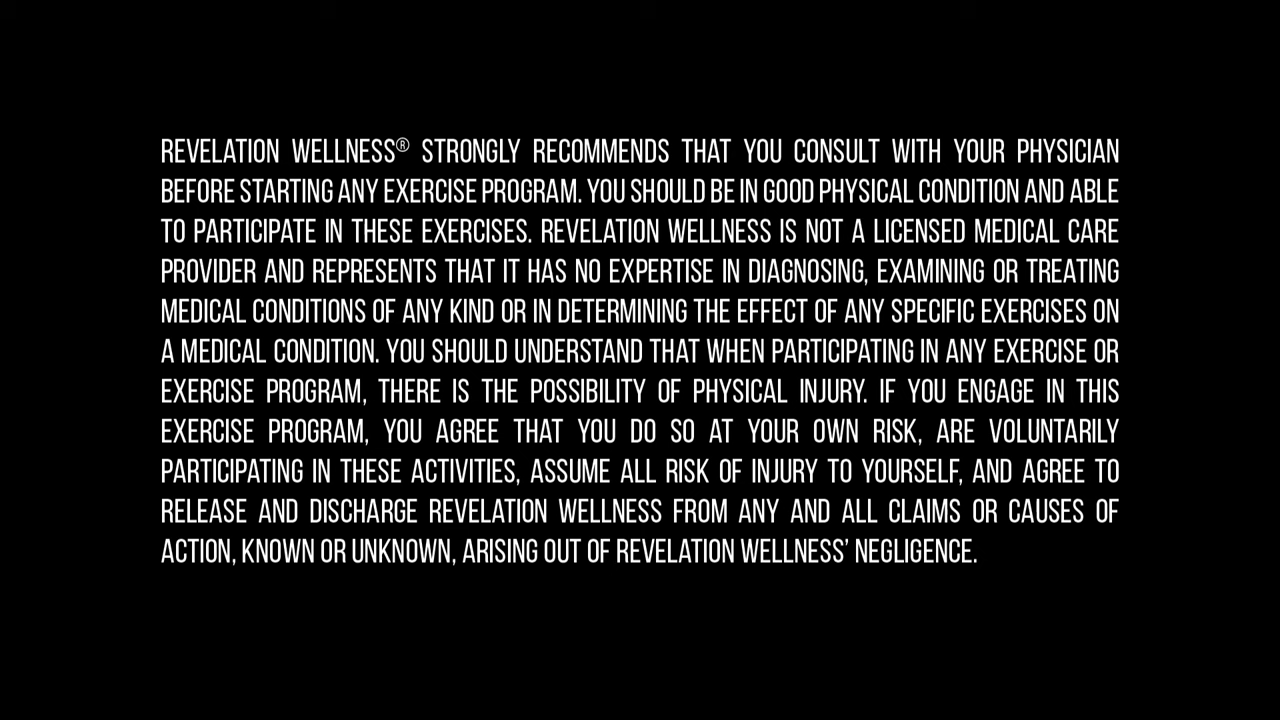 REVELATION WELLNESS® STRONGLY RECOMMENDS THAT YOU CONSULT WITH YOUR PHYSICIAN
BEFORE STARTING ANY EXERCISE PROGRAM. YOU SHOULD BE IN GOOD PHYSICAL CONDITION AND ABLE
TO PARTICIPATE IN THESE EXERCISES. REVELATION WELLNESS IS NOT A LICENSED MEDICAL CARE
PROVIDER AND REPRESENTS THAT IT HAS NO EXPERTISE IN DIAGNOSING, EXAMINING OR TREATING
MEDICAL CONDITIONS OF ANY KIND OR IN DETERMINING THE EFFECT OF ANY SPECIFIC EXERCISES ON
A MEDICAL CONDITION. YOU SHOULD UNDERSTAND THAT WHEN PARTICIPATING IN ANY EXERCISE OR
EXERCISE PROGRAM, THERE IS THE POSSIBILITY OF PHYSICAL INJURY. IF YOU ENGAGE IN THIS
EXERCISE PROGRAM, YOU AGREE THAT YOU DO SO AT YOUR OWN RISK, ARE VOLUNTARILY
PARTICIPATING IN THESE ACTIVITIES, ASSUME ALL RISK OF INJURY TO YOURSELF, AND AGREE TO
RELEASE AND DISCHARGE REVELATION WELLNESS FROM ANY AND ALL CLAIMS OR CAUSES OF
ACTION, KNOWN OR UNKNOWN, ARISING OUT OF REVELATION WELLNESS’ NEGLIGENCE.